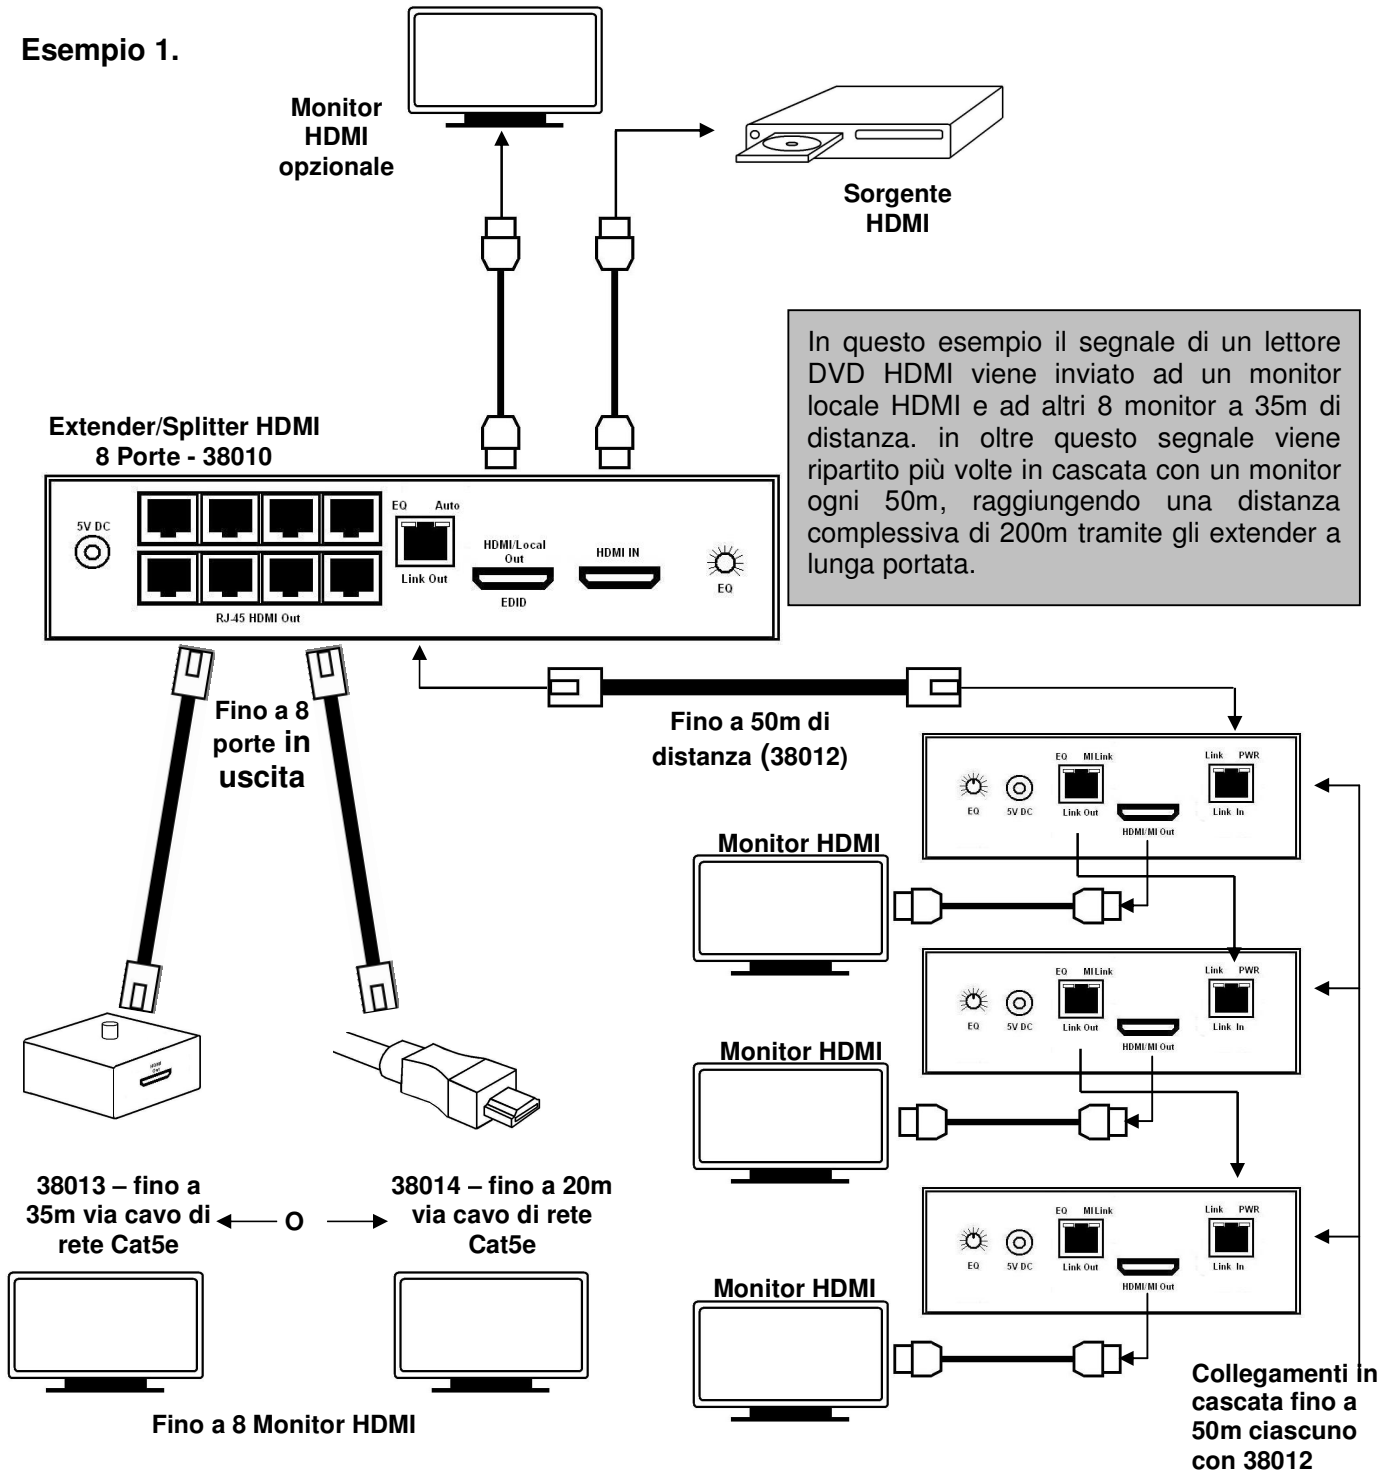 Esempio 1.
Monitor
HDMI
opzionale
Sorgente
HDMI
In questo esempio il segnale di un lettore
DVD HDMI viene inviato ad un monitor
locale HDMI e ad altri 8 monitor a 35m di
distanza. in oltre questo segnale viene
ripartito più volte in cascata con un monitor
ogni 50m, raggiungendo una distanza
complessiva di 200m tramite gli extender a
lunga portata.
Extender/Splitter HDMI
8 Porte - 38010
5V DC
RJ-45 HDMI Out
EQ Auto
Link Out
HDMI/Local
Out
EDID
HDMI IN
EQ
Fino a 8
porte in
uscita
Fino a 50m di
distanza (38012)
EQ MI Link
Link PWR
EQ
5V DC
Link Out
HDMI/MI Out
Link In
Monitor HDMI
EQ MI Link
Link PWR
EQ
5V DC
Link Out
HDMI/MI Out
Link In
Monitor HDMI
EQ MI Link
Link PWR
EQ
5V DC
Link Out
HDMI/MI Out
Link In
Monitor HDMI
HDMI
Out
38013 – fino a
35m via cavo di
rete Cat5e
O
38014 – fino a 20m
via cavo di rete
Cat5e
Fino a 8 Monitor HDMI
Collegamenti in
cascata fino a
50m ciascuno
con 38012